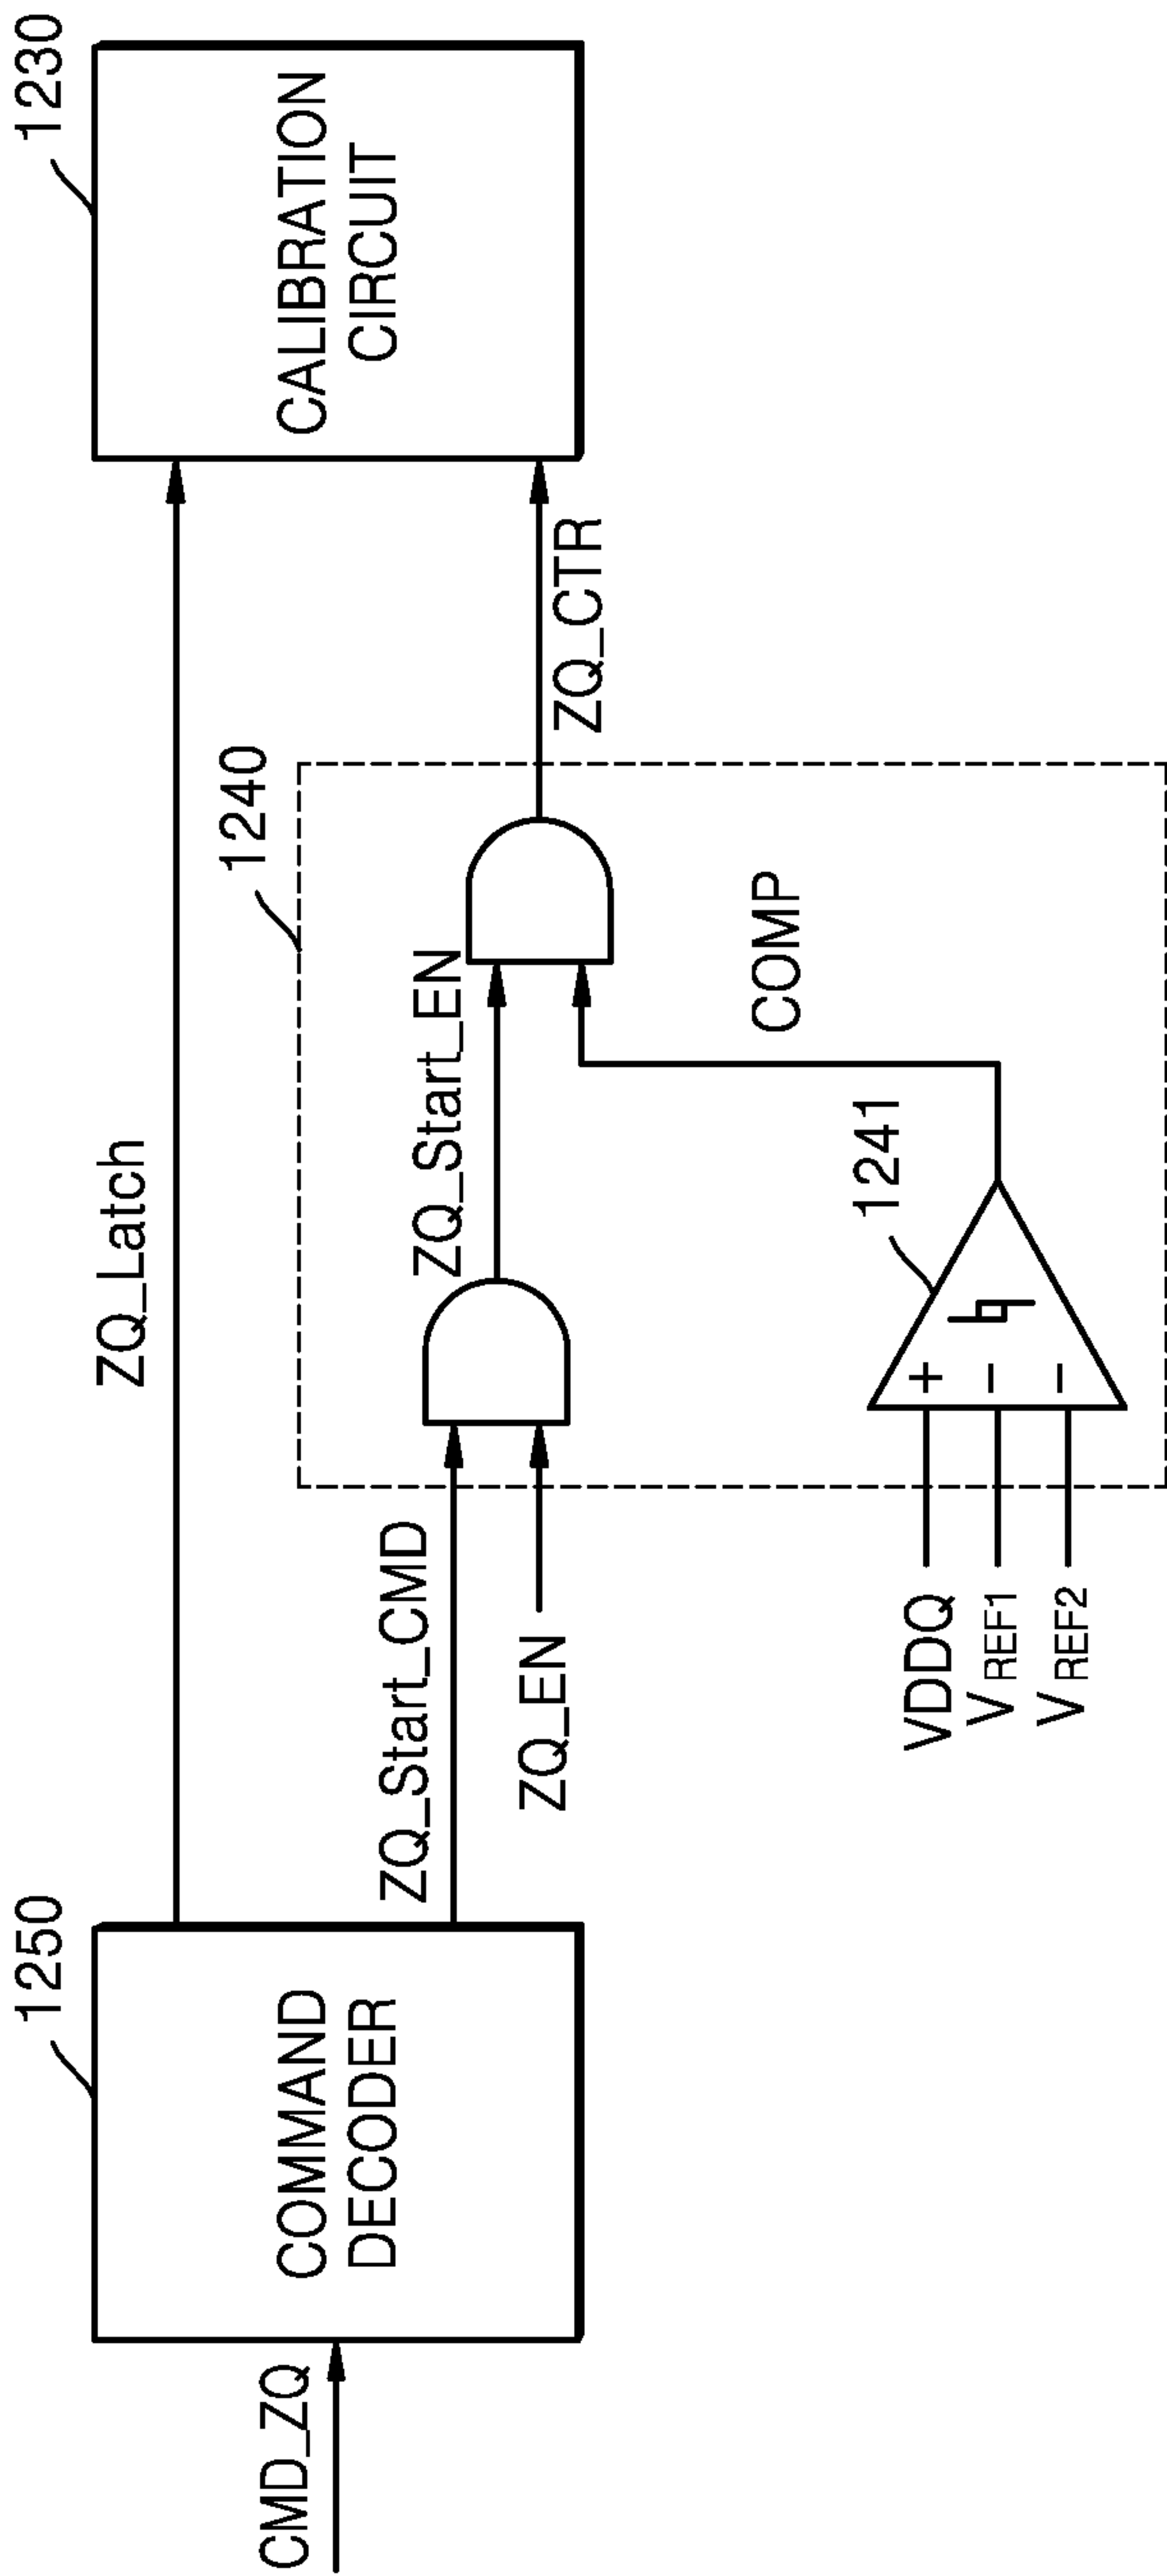 1250
1230
CMD_ZQ
COMMAND
DECODER
ZQ_Latch
CALIBRATION
CIRCUIT
1240
ZQ_Start_CMD
ZQ_EN
ZQ_Start_EN
ZQ_CTR
COMP
1241
VDDQ
+
VREF1
–
VREF2
–